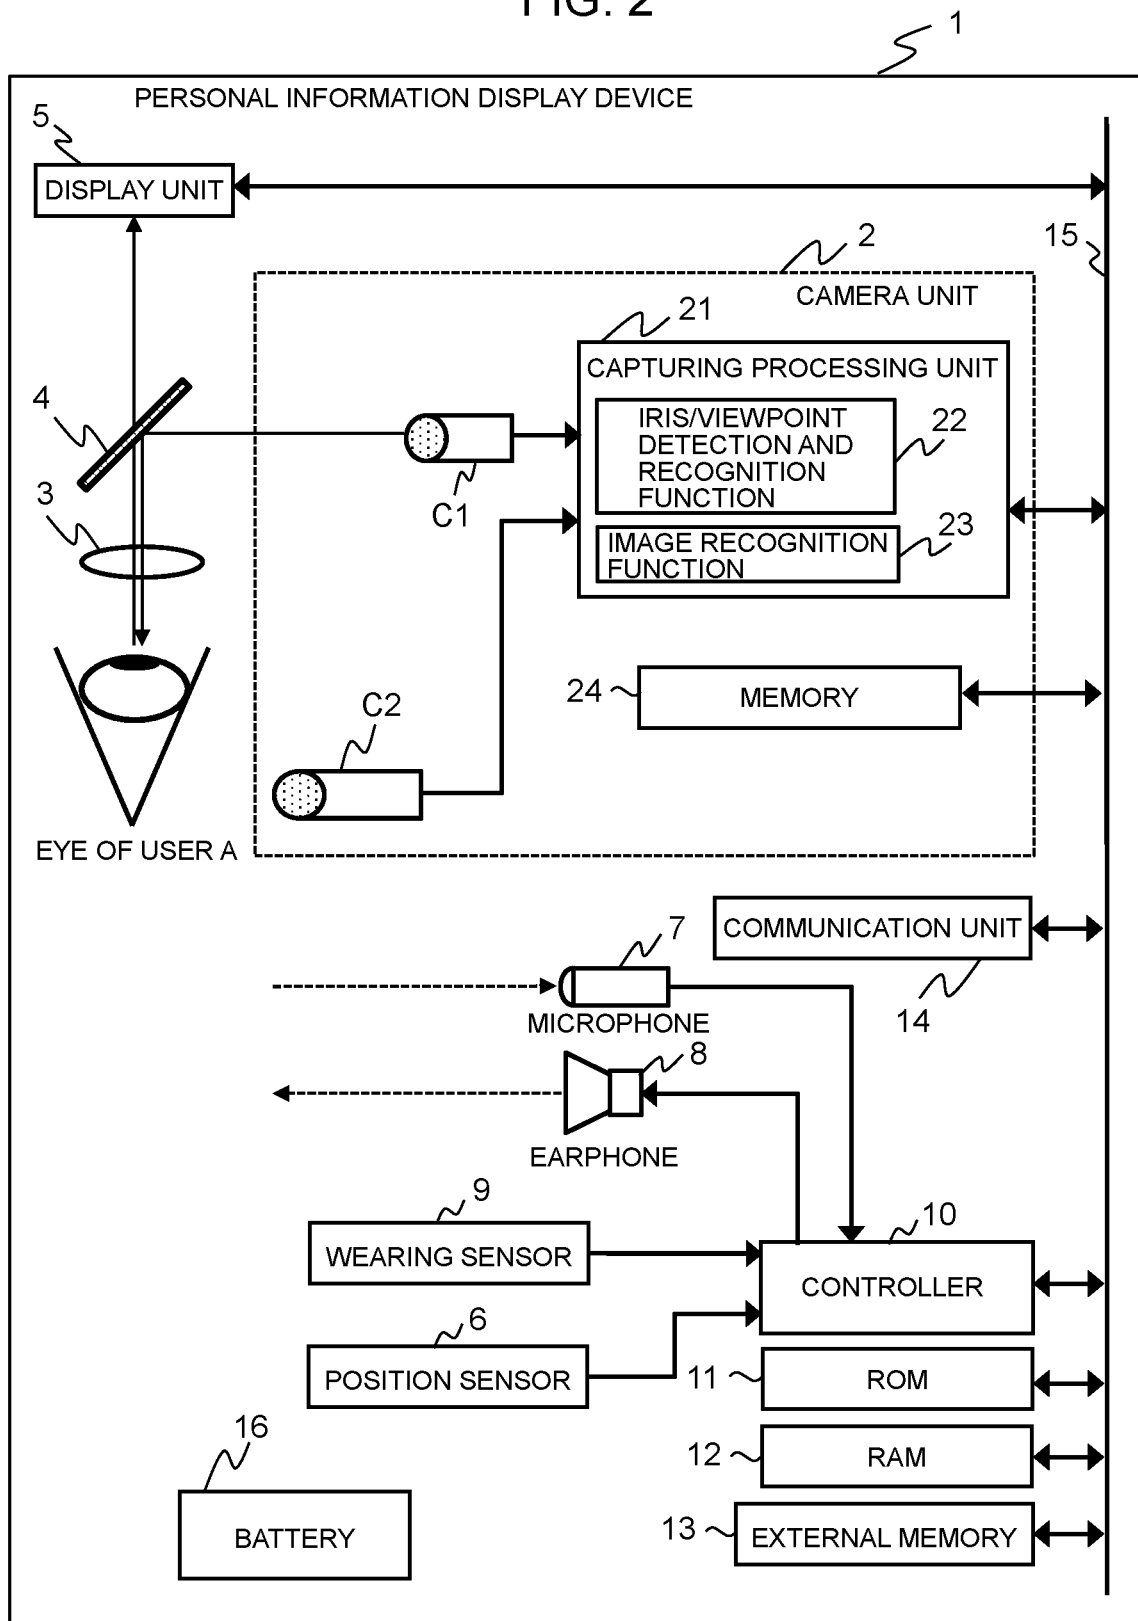 FIG. 2
1
PERSONAL INFORMATION DISPLAY DEVICE
5
DISPLAY UNIT
2
15
CAMERA UNIT
21
CAPTURING PROCESSING UNIT
4
IRIS/VIEWPOINT
DETECTION AND
RECOGNITION
FUNCTION
22
C1
3
IMAGE RECOGNITION
FUNCTION
23
24
MEMORY
C2
EYE OF USER A
COMMUNICATION UNIT
14
7
MICROPHONE
8
EARPHONE
9
WEARING SENSOR
10
CONTROLLER
6
POSITION SENSOR
11
ROM
16
12
RAM
BATTERY
13
EXTERNAL MEMORY